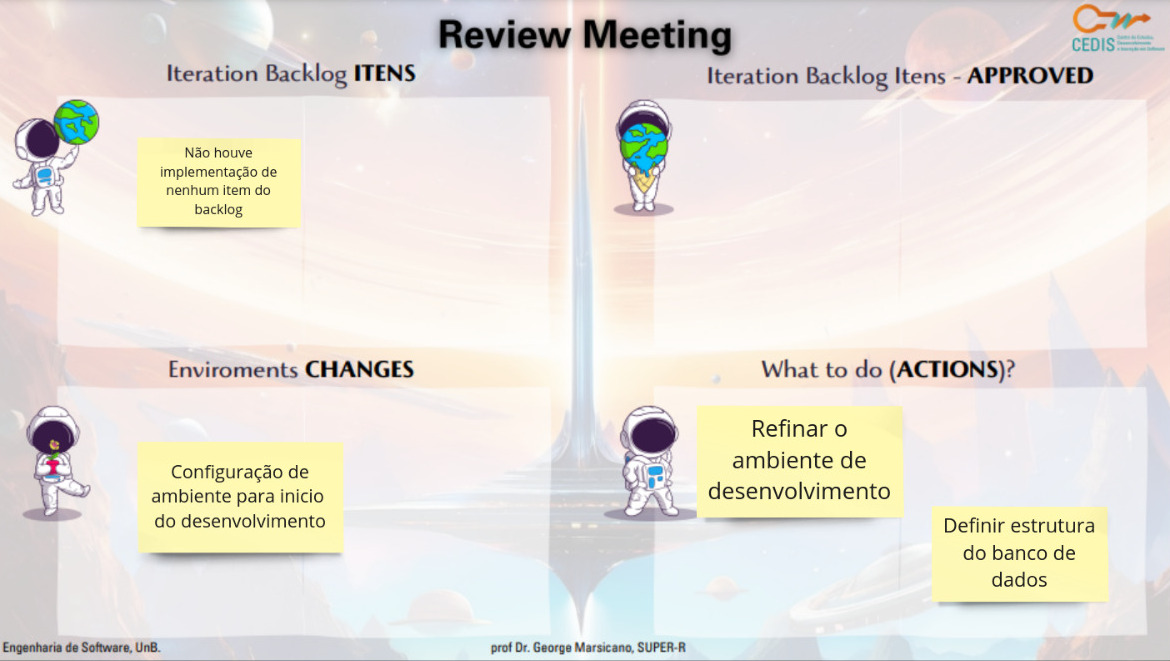 Review Meeting
CEDIS
Iteration Backlog ITENS
Iteration Backlog Itens - APPROVED
Não houve
implementação de
nenhum item do
backlog
Enviroments CHANGES
What to do (ACTIONS)?
Configuração de
ambiente para inicio
do desenvolvimento
Refinar o
ambiente de
desenvolvimento
Definir estrutura
do banco de
dados
Engenharia de Software, UnB.
prof Dr. George Marsicano, SUPER-R